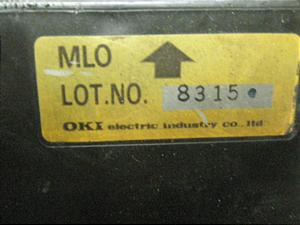 MLO
LOT.NO. 8315
OKI electric industry co., ltd